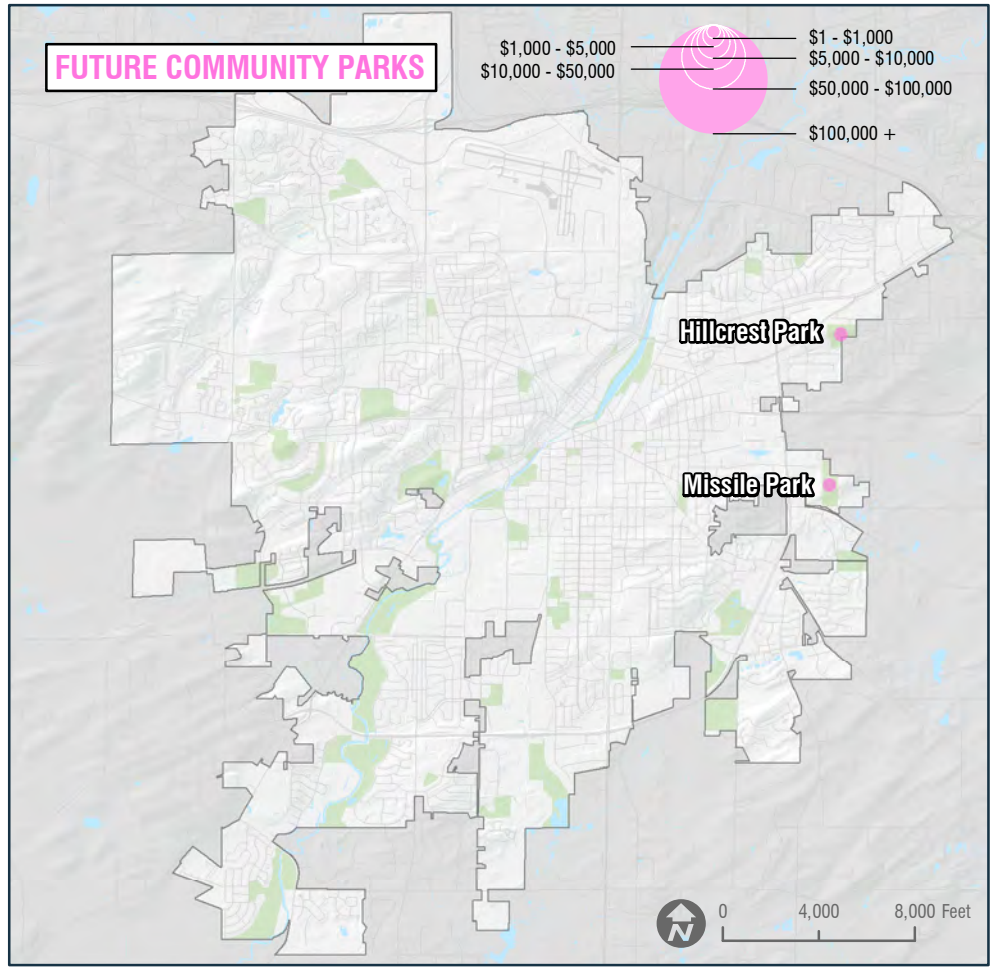 FUTURE COMMUNITY PARKS
$1,000 - $5,000
$10,000 - $50,000
$1 - $1,000
$5,000 - $10,000
$50,000 - $100,000
$100,000 +
Hillcrest Park
Missile Park
N
0 4,000 8,000 Feet